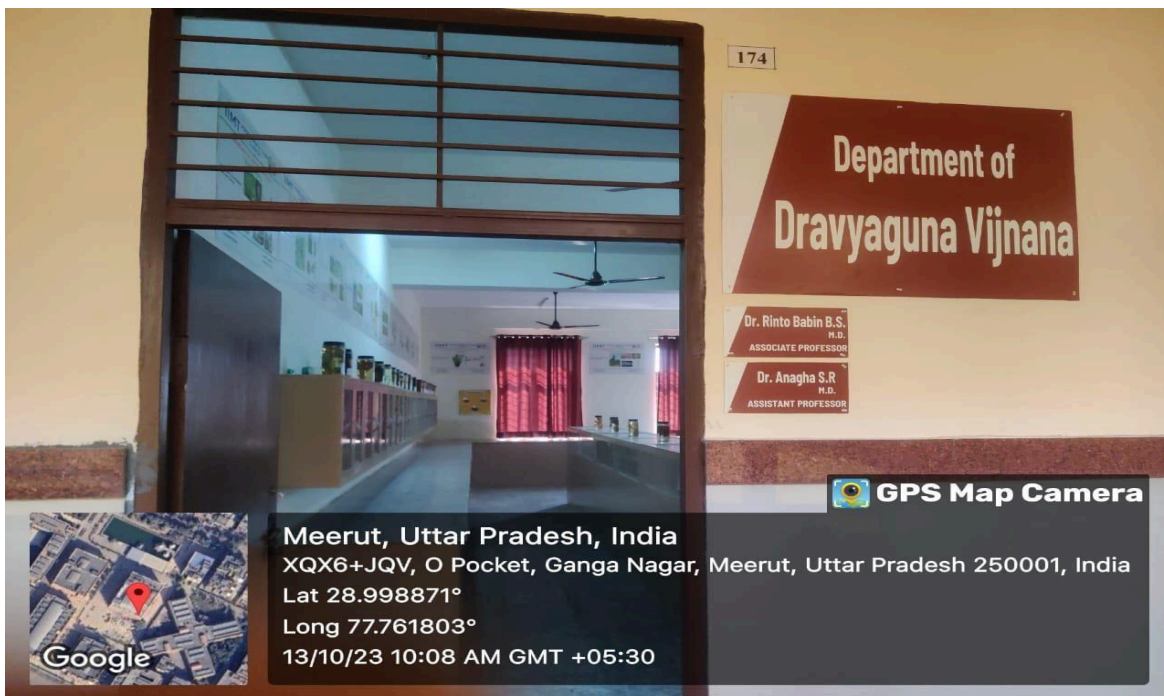 174
Department of
Dravyaguna Vijnana
Dr. Rinto Babin B.S.
M.D.
ASSOCIATE PROFESSOR
Dr. Anagha S.R
M.D.
ASSISTANT PROFESSOR
GPS Map Camera
Meerut, Uttar Pradesh, India
XQX6+JQV, O Pocket, Ganga Nagar, Meerut, Uttar Pradesh 250001, India
Lat 28.998871°
Long 77.761803°
13/10/23 10:08 AM GMT +05:30
Google